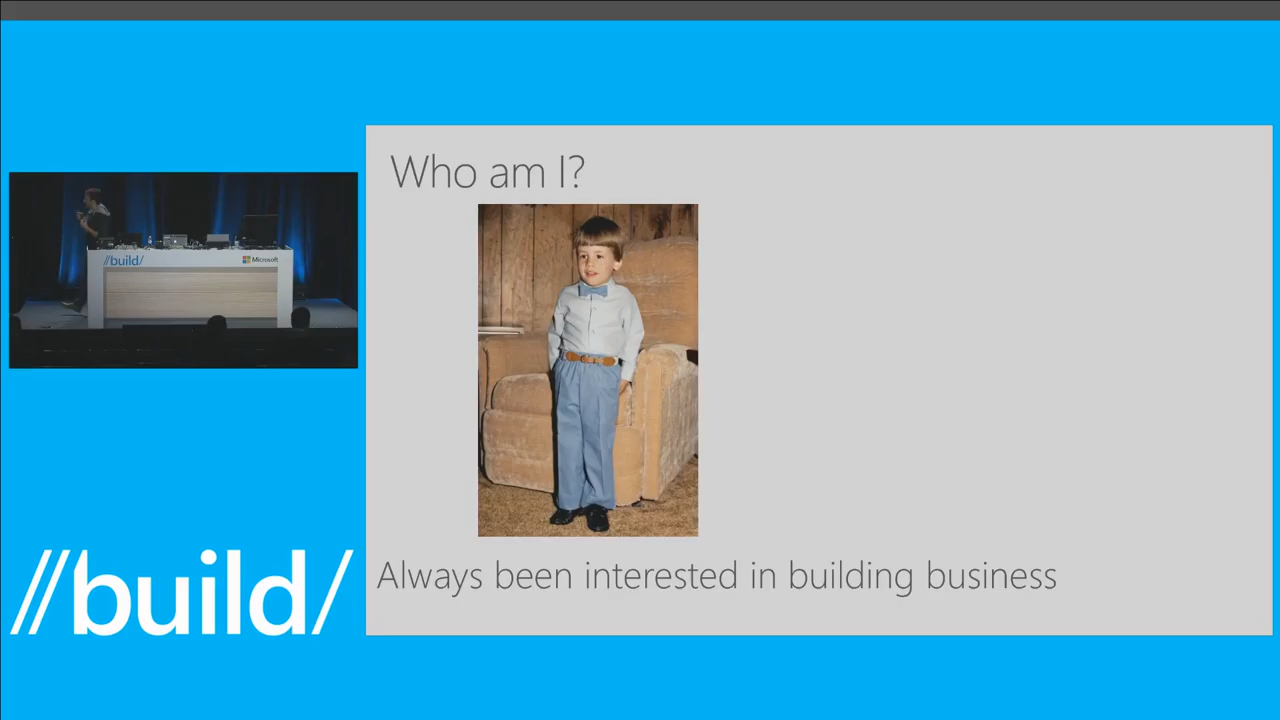 Who am I?
//build/
Microsoft
Always been interested in building business
//build/